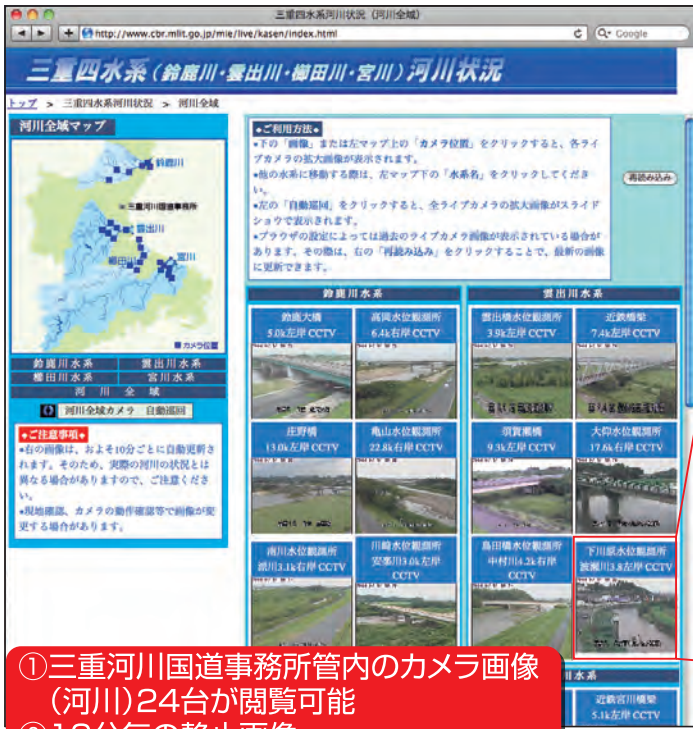 三重四水系河川状況（河川全域）
http://www.cbr.mlit.go.jp/mie/live/kasen/index.html
Google
三重四水系(鈴鹿川・雲出川・櫛田川・宮川)河川状況
トップ > 三重四水系河川状況 > 河川全域
河川全域マップ
鈴鹿川
三重河川国道事務所
雲出川
櫛田川
宮川
■カメラ位置
鈴鹿川水系 雲出川水系
櫛田川水系 宮川水系
河川全域
河川全域カメラ 自動巡回
◆ご注意事項◆
●右の画像は、およそ10分ごとに自動更新さ
れます。そのため、実際の河川の状況とは
異なる場合がありますので、ご注意くださ
い。
●現地確認、カメラの動作確認等で画像が変
更する場合があります。
◆ご利用方法◆
●下の「画像」または左マップ上の「カメラ位置」をクリックすると、各ライ
ブカメラの拡大画像が表示されます。
●他の水系に移動する際は、左マップ下の「水系名」をクリックしてくださ
い。
●左の「自動巡回」をクリックすると、全ライブカメラの拡大画像がスライド
ショウで表示されます。
●ブラウザの設定によっては過去のライブカメラ画像が表示されている場合が
あります。その際は、右の「再読み込み」をクリックすることで、最新の画像
に更新できます。
再読み込み
鈴鹿川水系 雲出川水系
鈴鹿大橋 高岡水位観測所 雲出橋水位観測所 近鉄橋梁
5.0k左岸 CCTV 6.4k右岸 CCTV 3.9k左岸 CCTV 7.4k左岸 CCTV
庄野橋 亀山水位観測所 須賀瀬橋 大仰水位観測所
13.0k左岸 CCTV 22.8k右岸 CCTV 9.3k左岸 CCTV 17.6k右岸 CCTV
南川水位観測所 川崎水位観測所 島田橋水位観測所 下川原水位観測所
派川3.1k右岸 CCTV 安楽川3.0k左岸 CCTV 中村川4.2k右岸 CCTV 波瀬川3.8左岸 CCTV
川水系
近鉄宮川橋梁
5.1k左岸 CCTV
①三重河川国道事務所管内のカメラ画像
（河川）24台が閲覧可能